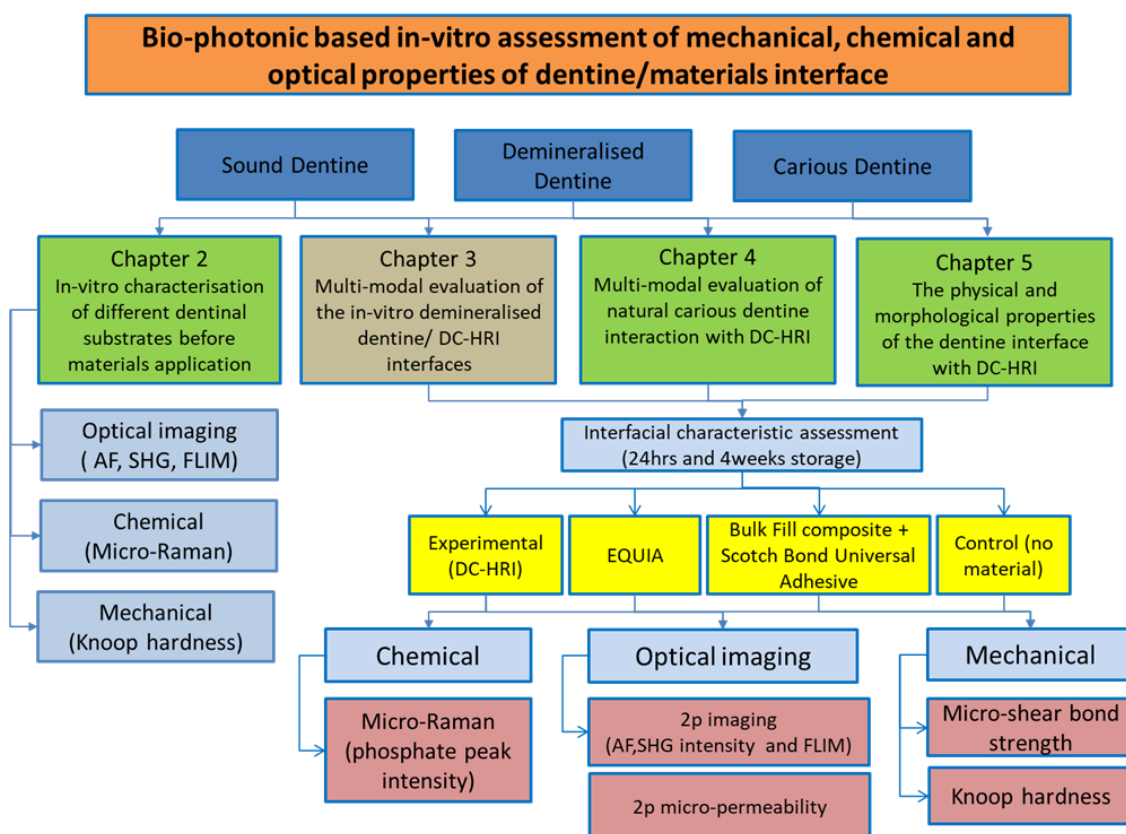 Bio-photonic based in-vitro assessment of mechanical, chemical and
optical properties of dentine/materials interface
Sound Dentine
Demineralised
Dentine
Carious Dentine
Chapter 2
In-vitro characterisation
of different dentinal
substrates before
materials application
Chapter 3
Multi-modal evaluation of
the in-vitro demineralised
dentine/ DC-HRI
interfaces
Chapter 4
Multi-modal evaluation of
natural carious dentine
interaction with DC-HRI
Chapter 5
The physical and
morphological properties
of the dentine interface
with DC-HRI
Optical imaging
( AF, SHG, FLIM)
Chemical
(Micro-Raman)
Mechanical
(Knoop hardness)
Interfacial characteristic assessment
(24hrs and 4weeks storage)
Experimental
(DC-HRI)
EQUIA
Bulk Fill composite +
Scotch Bond Universal
Adhesive
Control (no
material)
Chemical
Optical imaging
Mechanical
Micro-Raman
(phosphate peak
intensity)
2p imaging
(AF,SHG intensity and FLIM)
2p micro-permeability
Micro-shear bond
strength
Knoop hardness